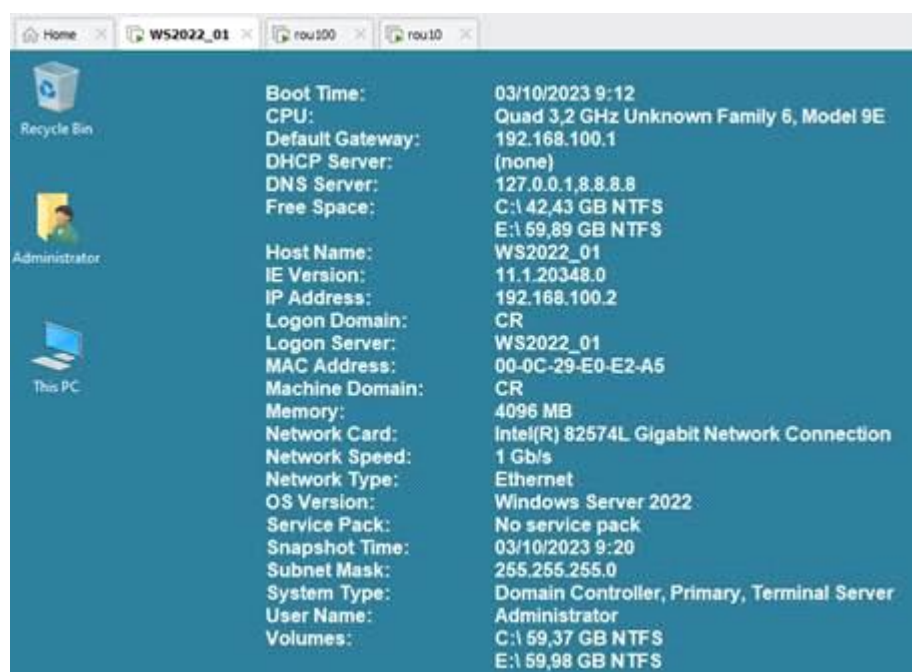 Home
WS2022_01
rou100
rou10
Recycle Bin
Administrator
This PC
Boot Time: 03/10/2023 9:12
CPU: Quad 3,2 GHz Unknown Family 6, Model 9E
Default Gateway: 192.168.100.1
DHCP Server: (none)
DNS Server: 127.0.0.1,8.8.8.8
Free Space: C:\ 42,43 GB NTFS
E:\ 59,89 GB NTFS
Host Name: WS2022_01
IE Version: 11.1.20348.0
IP Address: 192.168.100.2
Logon Domain: CR
Logon Server: WS2022_01
MAC Address: 00-0C-29-E0-E2-A5
Machine Domain: CR
Memory: 4096 MB
Network Card: Intel(R) 82574L Gigabit Network Connection
Network Speed: 1 Gb/s
Network Type: Ethernet
OS Version: Windows Server 2022
Service Pack: No service pack
Snapshot Time: 03/10/2023 9:20
Subnet Mask: 255.255.255.0
System Type: Domain Controller, Primary, Terminal Server
User Name: Administrator
Volumes: C:\ 59,37 GB NTFS
E:\ 59,98 GB NTFS